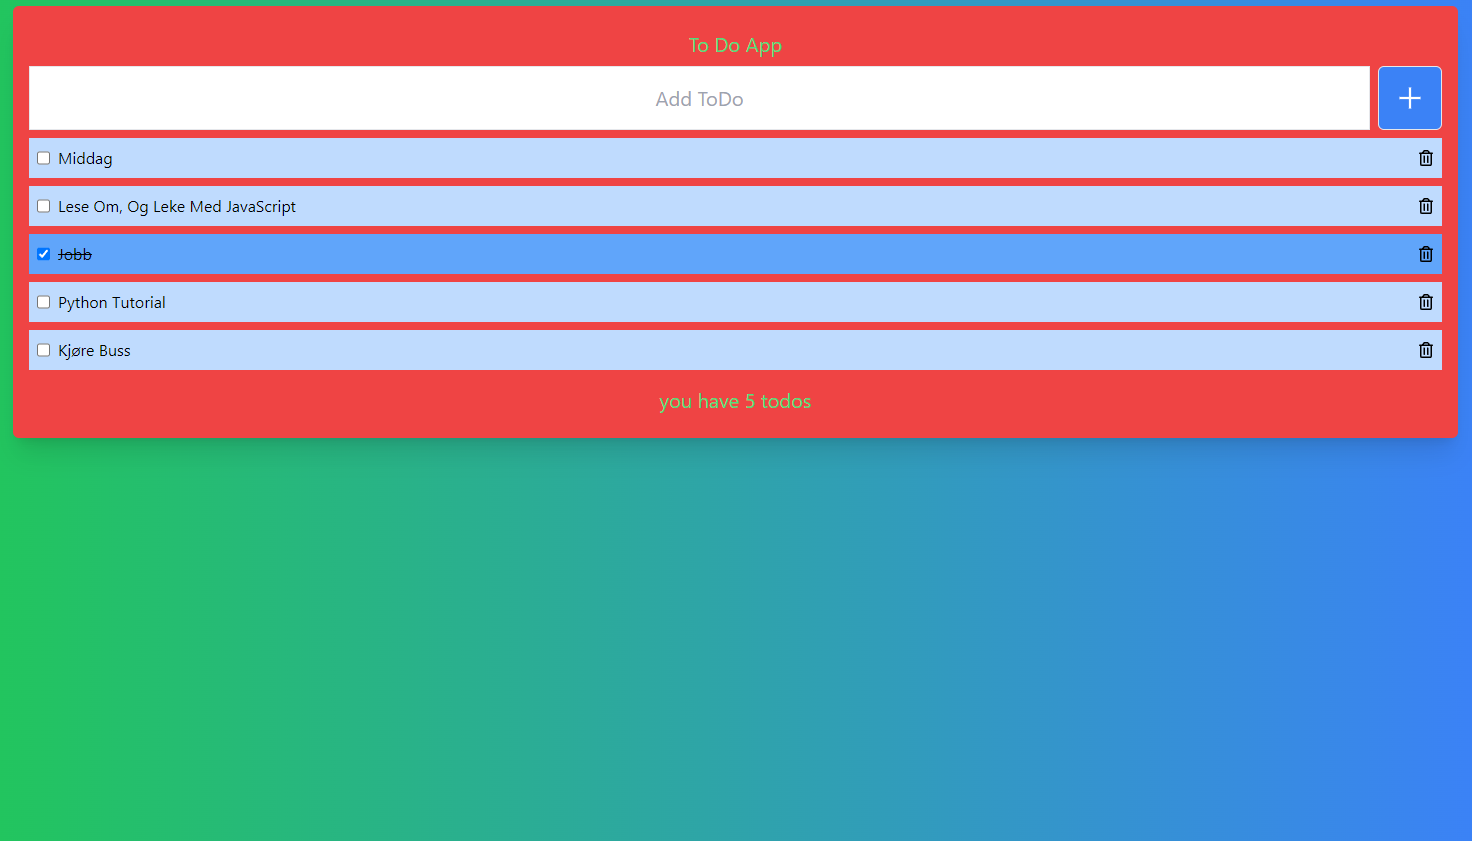 To Do App
Add ToDo
Middag
Lese Om, Og Leke Med JavaScript
Jobb
Python Tutorial
Kjøre Buss
you have 5 todos